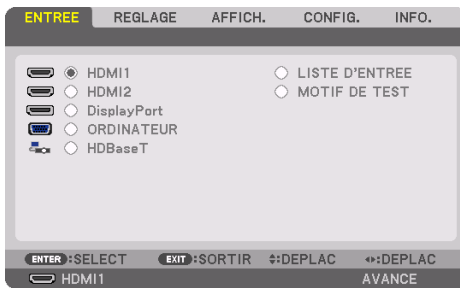 ENTREE REGLAGE AFFICH. CONFIG. INFO.
HDMI1 LISTE D'ENTREE
HDMI2 MOTIF DE TEST
DisplayPort
ORDINATEUR
HDBaseT
ENTER :SELECT EXIT :SORTIR :DEPLAC :DEPLAC
HDMI1 AVANCE